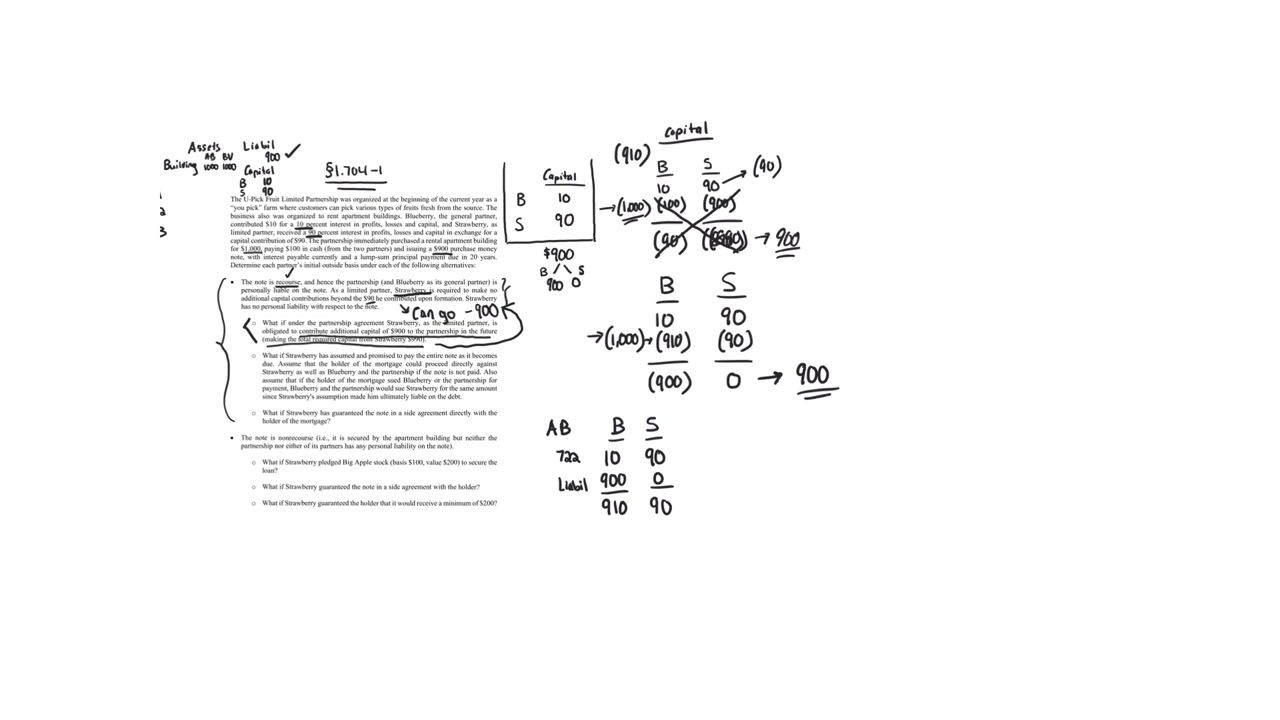 Assets Liabil
AB BV 900 ✓
Building 1000 1000 Capital
B 10
S 90
§1.704-1
2
3
The U-Pick Fruit Limited Partnership was organized at the beginning of the current year as a
"you pick" farm where customers can pick various types of fruits fresh from the source. The
business also was organized to rent apartment buildings. Blueberry, the general partner,
contributed $10 for a 10 percent interest in profits, losses and capital, and Strawberry, as
limited partner, received a 90 percent interest in profits, losses and capital in exchange for a
capital contribution of $90. The partnership immediately purchased a rental apartment building
for $1,000, paying $100 in cash (from the two partners) and issuing a $900 purchase money
note, with interest payable currently and a lump-sum principal payment due in 20 years.
Determine each partner's initial outside basis under each of the following alternatives:
• The note is recourse, and hence the partnership (and Blueberry as its general partner) is
personally liable on the note. As a limited partner, Strawberry is required to make no
additional capital contributions beyond the $90 he contributed upon formation. Strawberry
has no personal liability with respect to the note.
Can go -900
o What if under the partnership agreement Strawberry, as the limited partner, is
obligated to contribute additional capital of $900 to the partnership in the future
(making the total required capital from Strawberry $990).
o What if Strawberry has assumed and promised to pay the entire note as it becomes
due. Assume that the holder of the mortgage could proceed directly against
Strawberry as well as Blueberry and the partnership if the note is not paid. Also
assume that if the holder of the mortgage sued Blueberry or the partnership for
payment, Blueberry and the partnership would sue Strawberry for the same amount
since Strawberry's assumption made him ultimately liable on the debt.
o What if Strawberry has guaranteed the note in a side agreement directly with the
holder of the mortgage?
• The note is nonrecourse (i.e., it is secured by the apartment building but neither the
partnership nor either of its partners has any personal liability on the note).
o What if Strawberry pledged Big Apple stock (basis $100, value $200) to secure the
loan?
o What if Strawberry guaranteed the note in a side agreement with the holder?
o What if Strawberry guaranteed the holder that it would receive a minimum of $200?
Capital
B 10
S 90
$900
B S
900 0
Capital
(910)
B S (90)
10 90
→(1,000) (100) (900)
(90) → 900
B S
10 90
→(1,000)→(910) (90)
(900) 0 → 900
AB B S
722 10 90
Liabil 900 0
910 90